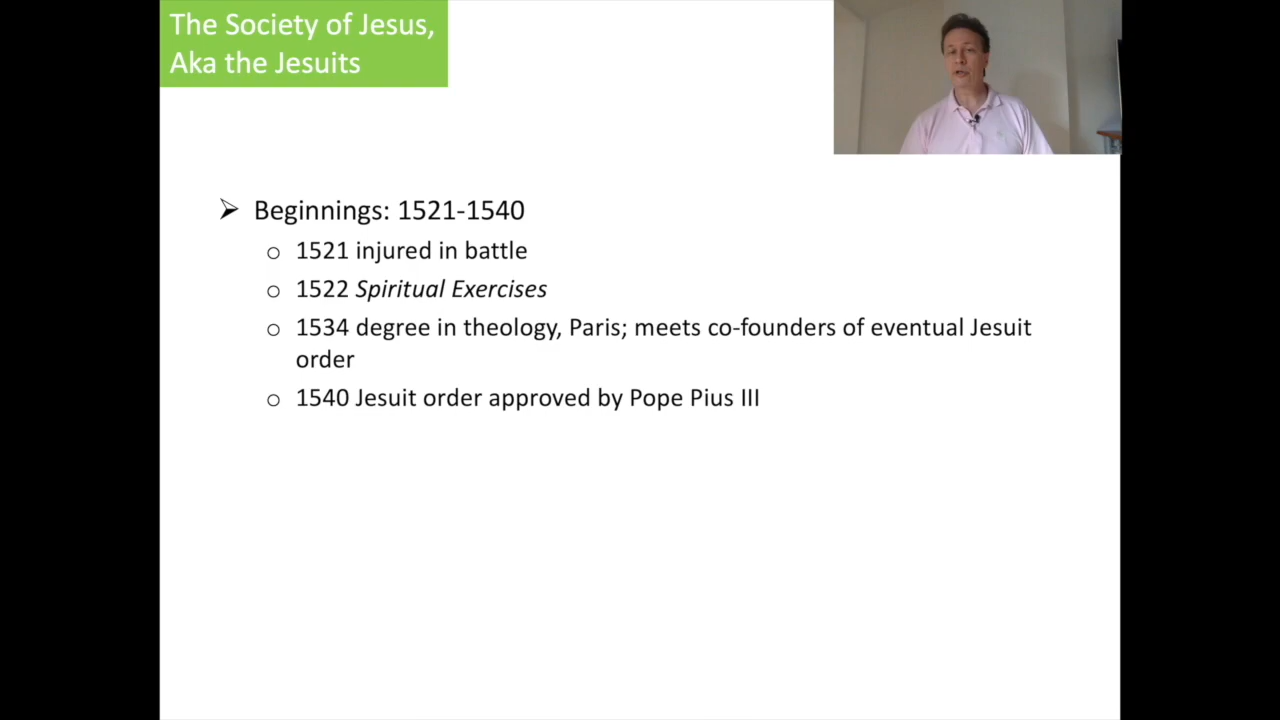 The Society of Jesus,
Aka the Jesuits
Beginnings: 1521-1540
1521 injured in battle
1522 Spiritual Exercises
1534 degree in theology, Paris; meets co-founders of eventual Jesuit
order
1540 Jesuit order approved by Pope Pius III